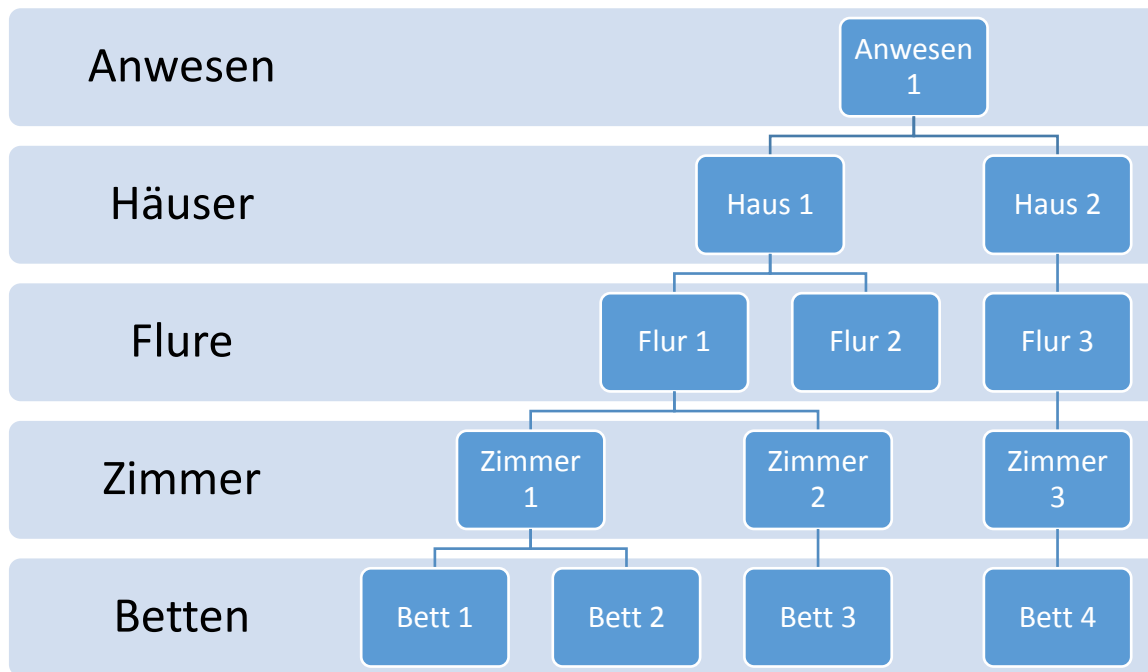 Anwesen
Anwesen
1
Häuser
Haus 1
Haus 2
Flure
Flur 1
Flur 2
Flur 3
Zimmer
Zimmer
1
Zimmer
2
Zimmer
3
Betten
Bett 1
Bett 2
Bett 3
Bett 4